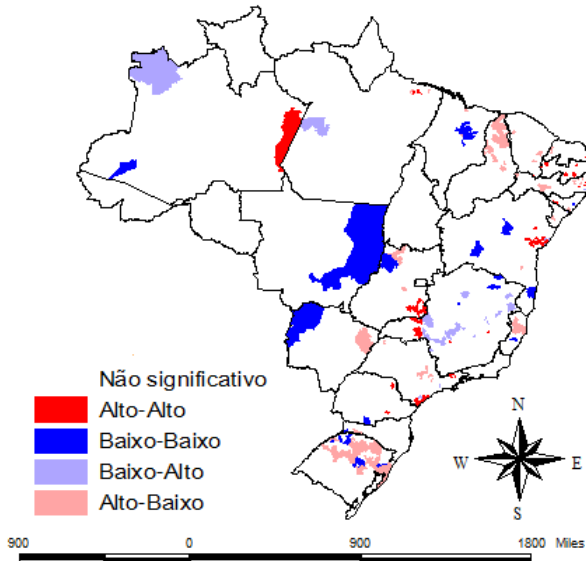 Não significativo
Alto-Alto
Baixo-Baixo
Baixo-Alto
Alto-Baixo
N
W E
S
900 0 900 1800 Miles